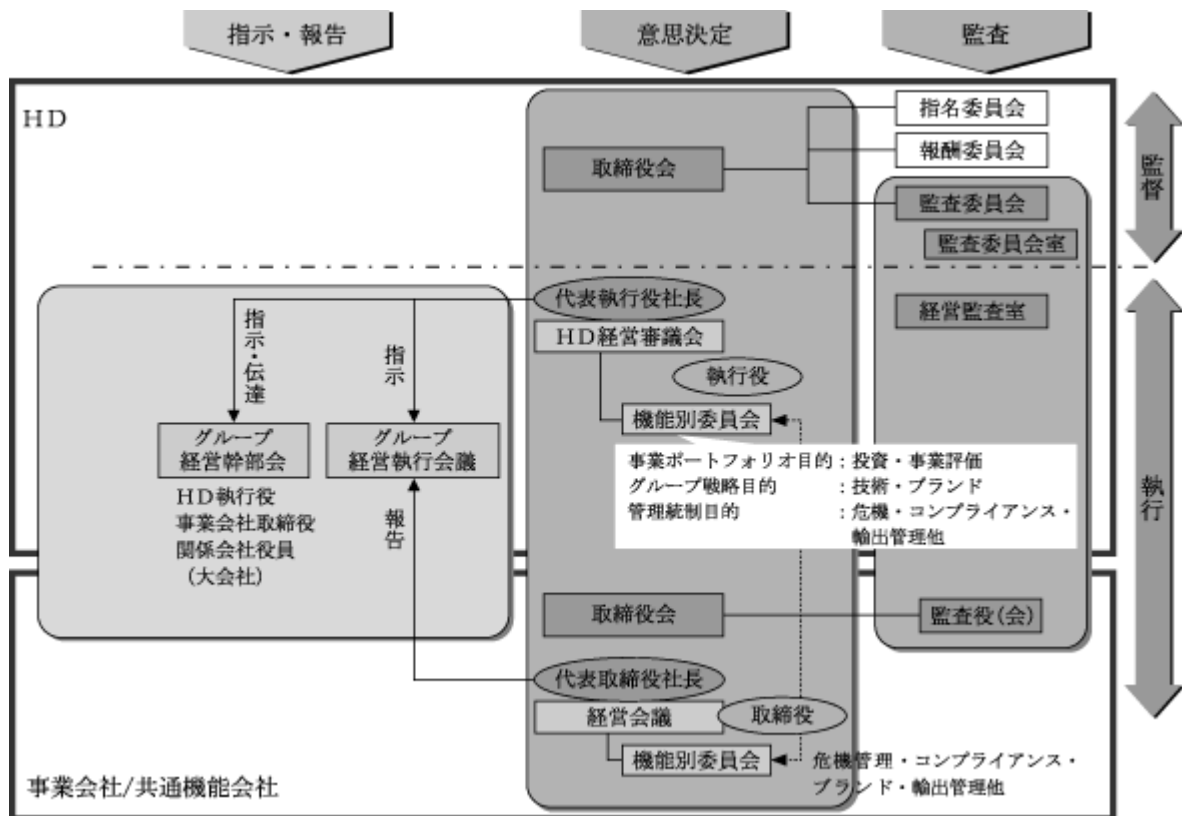 指示・報告
意思決定
監査
HD
指名委員会
報酬委員会
取締役会
監査委員会
監査委員会室
監督
代表執行役社長
HD経営審議会
経営監査室
執行役
機能別委員会
指示・伝達
指示
グループ
経営幹部会
グループ
経営執行会議
HD執行役
事業会社取締役
関係会社役員
(大会社)
報告
事業ポートフォリオ目的:投資・事業評価
グループ戦略目的:技術・ブランド
管理統制目的:危機・コンプライアンス・
輸出管理他
執行
取締役会
監査役(会)
代表取締役社長
経営会議
取締役
機能別委員会
危機管理・コンプライアンス・
ブランド・輸出管理他
事業会社/共通機能会社